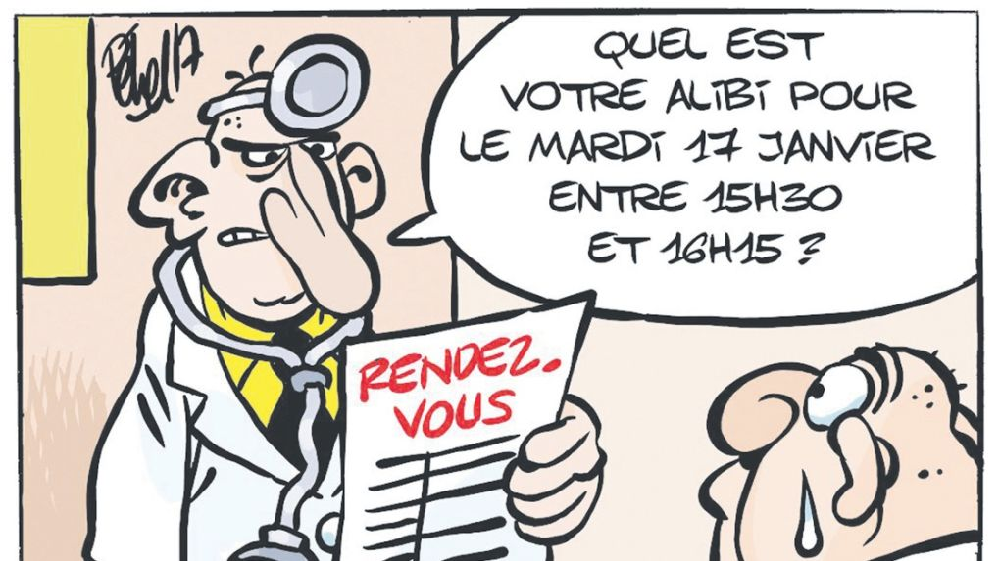 QUEL EST
VOTRE ALIBI POUR
LE MARDI 17 JANVIER
ENTRE 15H30
ET 16H15 ?
RENDEZ-
VOUS